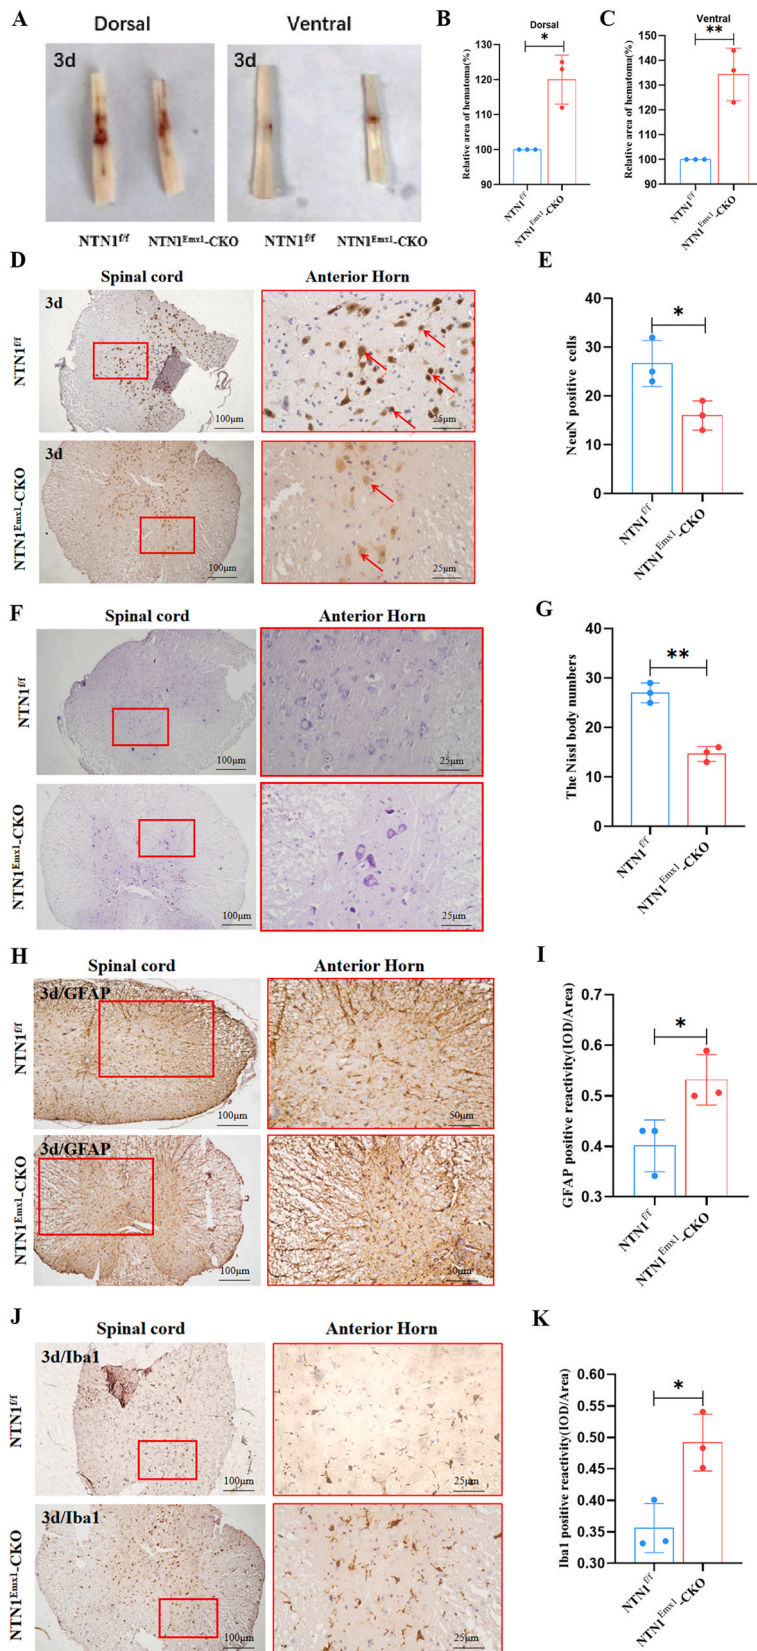 A
Dorsal
Ventral
3d
3d
NTN1f/f
NTN1Emx1-CKO
NTN1f/f
NTN1Emx1-CKO
B
Dorsal
*
Relative area of hematoma(%)
130
120
110
100
90
NTN1f/f
NTN1Emx1-CKO
C
Ventral
**
Relative area of hematoma(%)
150
140
130
120
110
100
90
NTN1f/f
NTN1Emx1-CKO
D
Spinal cord
Anterior Horn
NTN1f/f
3d
100μm
25μm
NTN1Emx1-CKO
3d
100μm
25μm
E
*
NeuN positive cells
40
30
20
10
0
NTN1f/f
NTN1Emx1-CKO
F
Spinal cord
Anterior Horn
NTN1f/f
100μm
25μm
NTN1Emx1-CKO
100μm
25μm
G
**
The Nissl body numbers
40
30
20
10
0
NTN1f/f
NTN1Emx1-CKO
H
Spinal cord
Anterior Horn
NTN1f/f
3d/GFAP
100μm
50μm
NTN1Emx1-CKO
3d/GFAP
100μm
50μm
I
*
GFAP positive reactivity(IOD/Area)
0.7
0.6
0.5
0.4
0.3
NTN1f/f
NTN1Emx1-CKO
J
Spinal cord
Anterior Horn
NTN1f/f
3d/Iba1
100μm
25μm
NTN1Emx1-CKO
3d/Iba1
100μm
25μm
K
*
Iba1 positive reactivity(IOD/Area)
0.60
0.55
0.50
0.45
0.40
0.35
0.30
NTN1f/f
NTN1Emx1-CKO